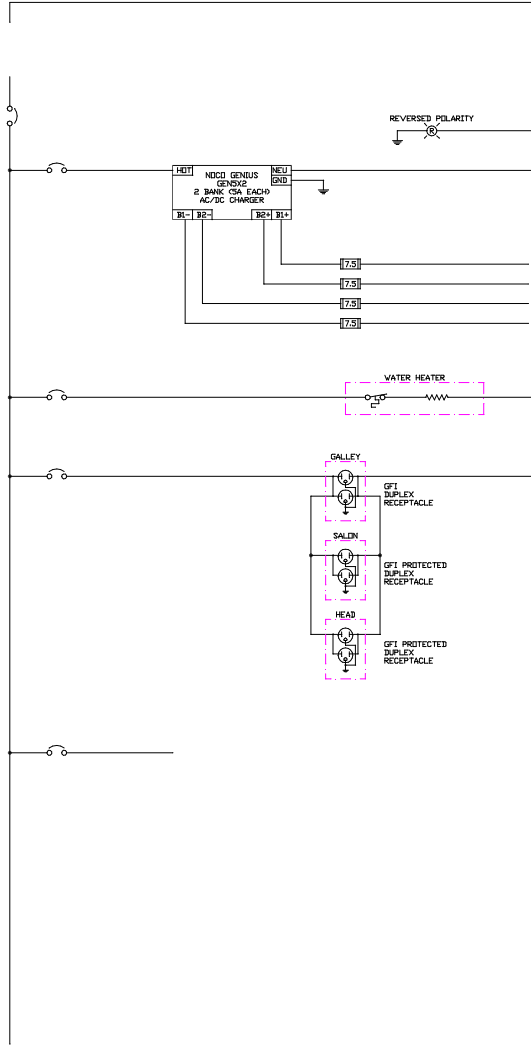 REVERSED POLARITY
R
HOT
NOCO GENIUS
GEN5X2
2 BANK (5A EACH)
AC/DC CHARGER
NEU
GND
B1-
B2-
B2+
B1+
7.5
7.5
7.5
7.5
WATER HEATER
GALLEY
GFI
DUPLEX
RECEPTACLE
SALON
GFI PROTECTED
DUPLEX
RECEPTACLE
HEAD
GFI PROTECTED
DUPLEX
RECEPTACLE